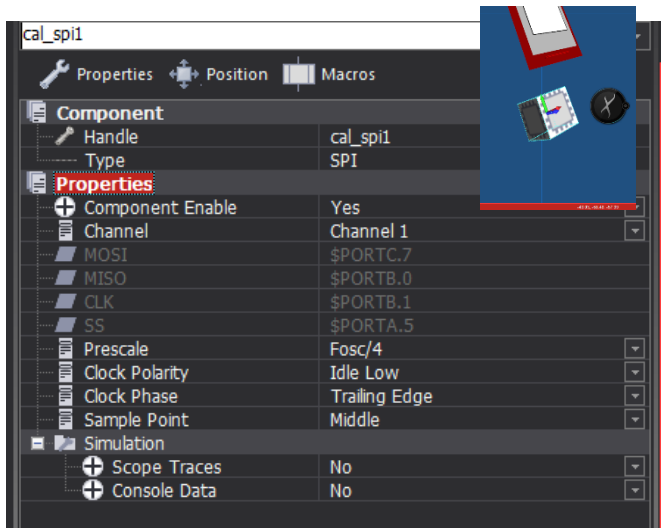 cal_spi1
Properties Position Macros
Component
Handle cal_spi1
Type SPI
Properties
Component Enable Yes
Channel Channel 1
MOSI $PORTC.7
MISO $PORTB.0
CLK $PORTB.1
SS $PORTA.5
Prescale Fosc/4
Clock Polarity Idle Low
Clock Phase Trailing Edge
Sample Point Middle
Simulation
Scope Traces No
Console Data No